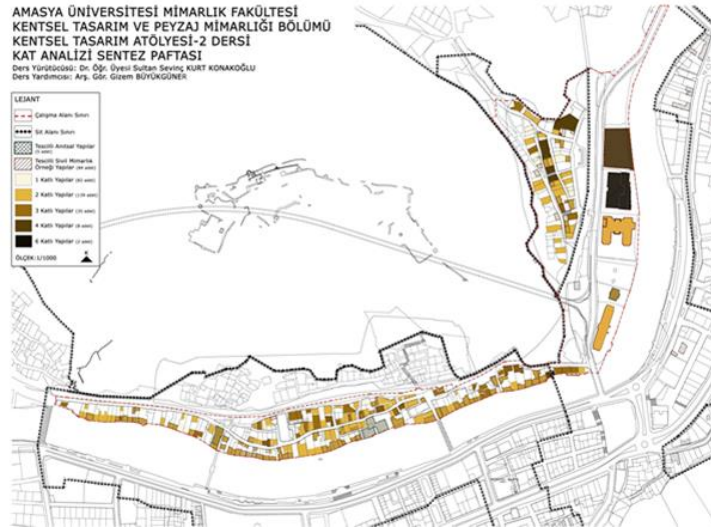 AMASYA ÜNİVERSİTESİ MİMARLIK FAKÜLTESİ
KENTSEL TASARIM VE PEYZAJ MİMARLIĞI BÖLÜMÜ
KENTSEL TASARIM ATÖLYESİ-2 DERSİ
KAT ANALİZİ SENTEZ PAFTASI
Ders Yürütücüsü: Dr. Öğr. Üyesi Sultan Sevinç KURT KONAKOĞLU
Ders Yardımcısı: Arş. Gör. Gizem BÜYÜKGÜNER
LEJANT
Çalışma Alanı Sınırı
Sit Alanı Sınırı
Tescilli Anıtsal Yapılar
Tescilli Sivil Mimarlık
Örneği Yapılar
1 Katlı Yapılar
2 Katlı Yapılar
3 Katlı Yapılar
4 Katlı Yapılar
6 Katlı Yapılar
ÖLÇEK: 1/1000